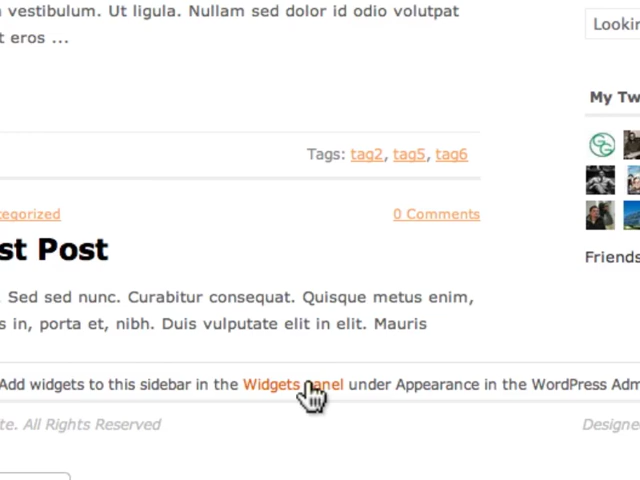 vestibulum. Ut ligula. Nullam sed dolor id odio volutpat
t eros ...
Lookin
My Tw
Tags: tag2, tag5, tag6
tegorized
0 Comments
st Post
. Sed sed nunc. Curabitur consequat. Quisque metus enim,
s in, porta et, nibh. Duis vulputate elit in elit. Mauris
Friends
Add widgets to this sidebar in the Widgets panel under Appearance in the WordPress Adm
te. All Rights Reserved
Designe